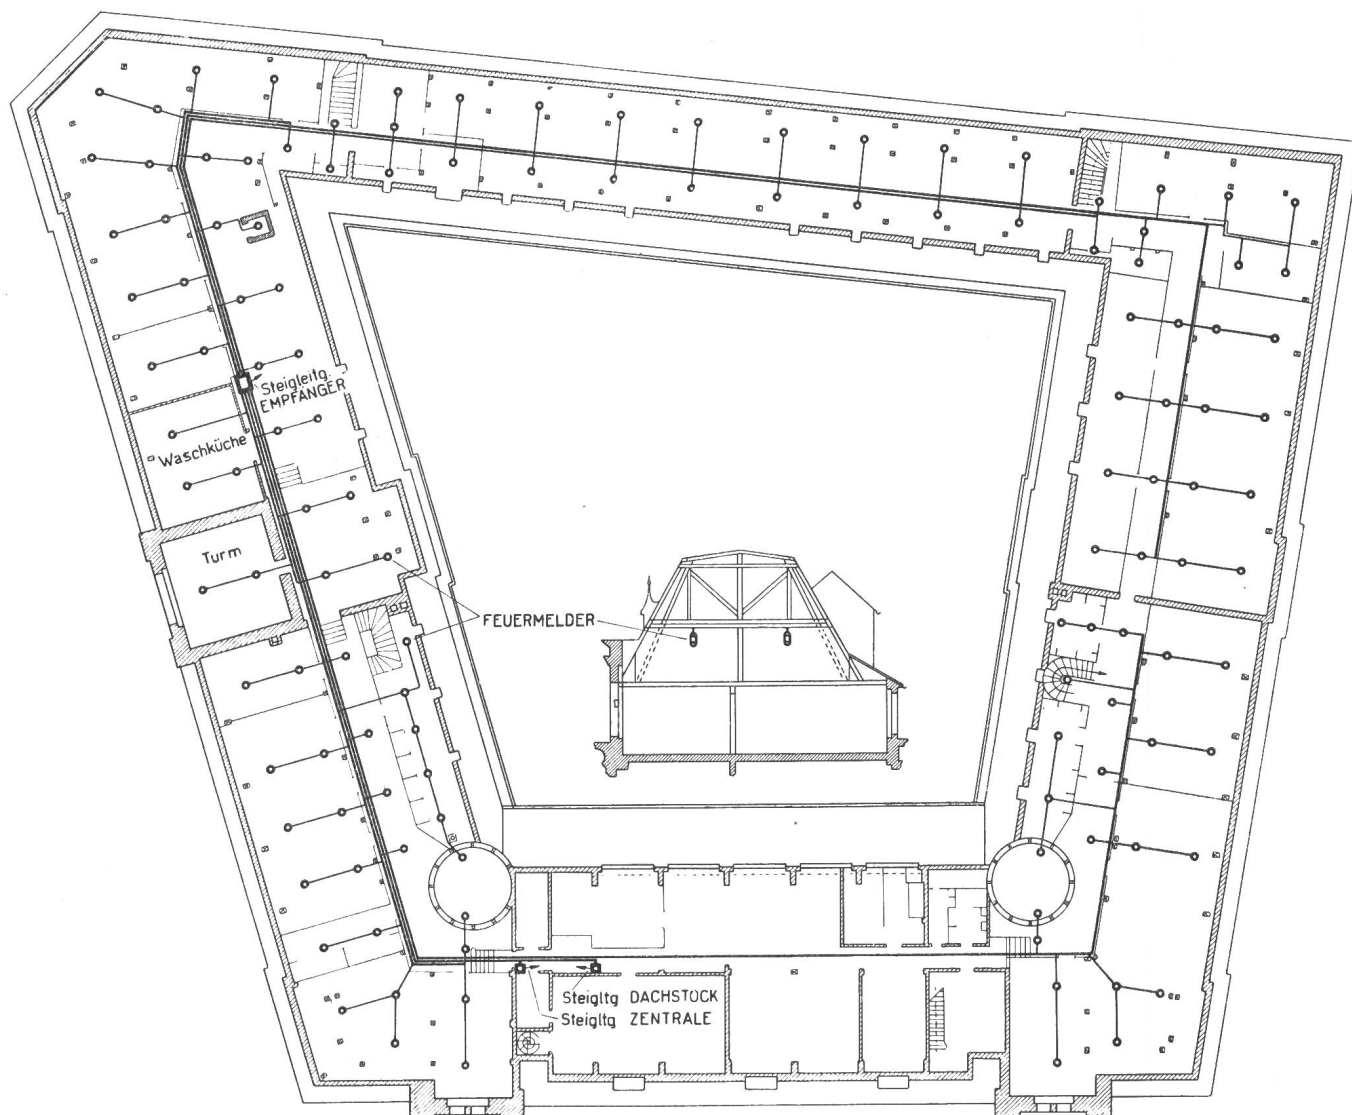 Steigleitg.
EMPFÄNGER
Waschküche
Turm
FEUERMELDER
Steigltg DACHSTOCK
Steigltg ZENTRALE